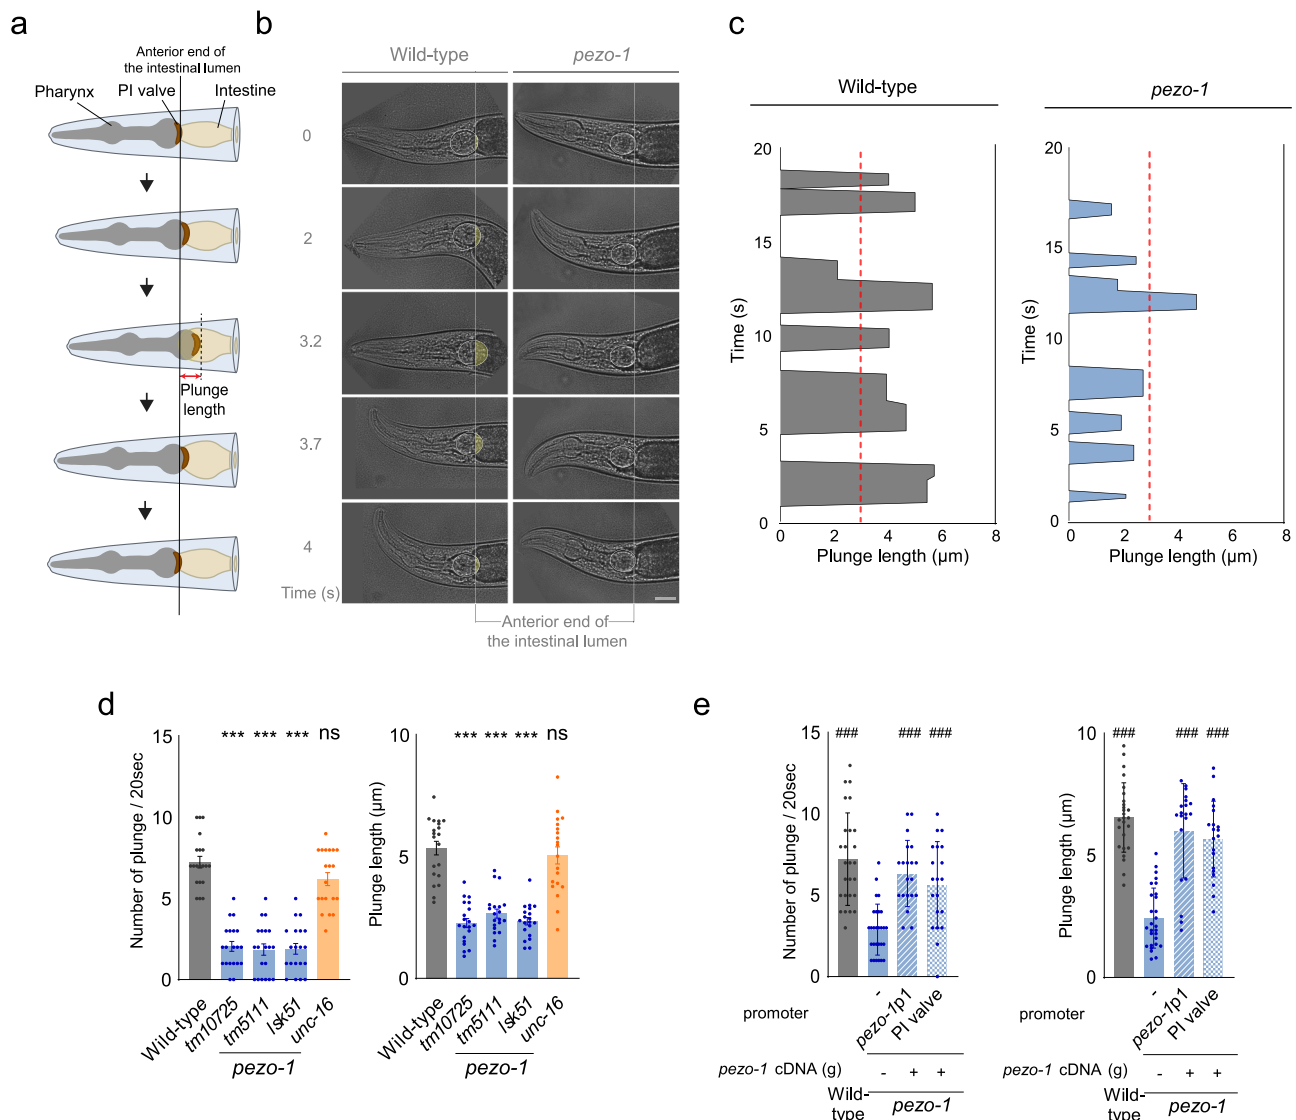 a
Anterior end of
the intestinal lumen
Pharynx
PI valve
Intestine
Plunge
length
b
Wild-type
pezo-1
0
2
3.2
3.7
4
Time (s)
Anterior end of
the intestinal lumen
c
Wild-type
pezo-1
20
15
10
5
0
Time (s)
0 2 4 6 8
Plunge length (µm)
20
15
10
5
0
Time (s)
0 2 4 6 8
Plunge length (µm)
d
*** *** *** ns
15
10
5
0
Number of plunge / 20sec
Wild-type
tm10725
tm5111
lsk51
unc-16
pezo-1
*** *** *** ns
10
5
0
Plunge length (µm)
Wild-type
tm10725
tm5111
lsk51
unc-16
pezo-1
e
### ### ###
15
10
5
0
Number of plunge / 20sec
promoter
-
pezo-1p1
PI valve
pezo-1 cDNA (g) - + +
Wild-
type
pezo-1
### ### ###
10
5
0
Plunge length (µm)
promoter
-
pezo-1p1
PI valve
pezo-1 cDNA (g) - + +
Wild-
type
pezo-1